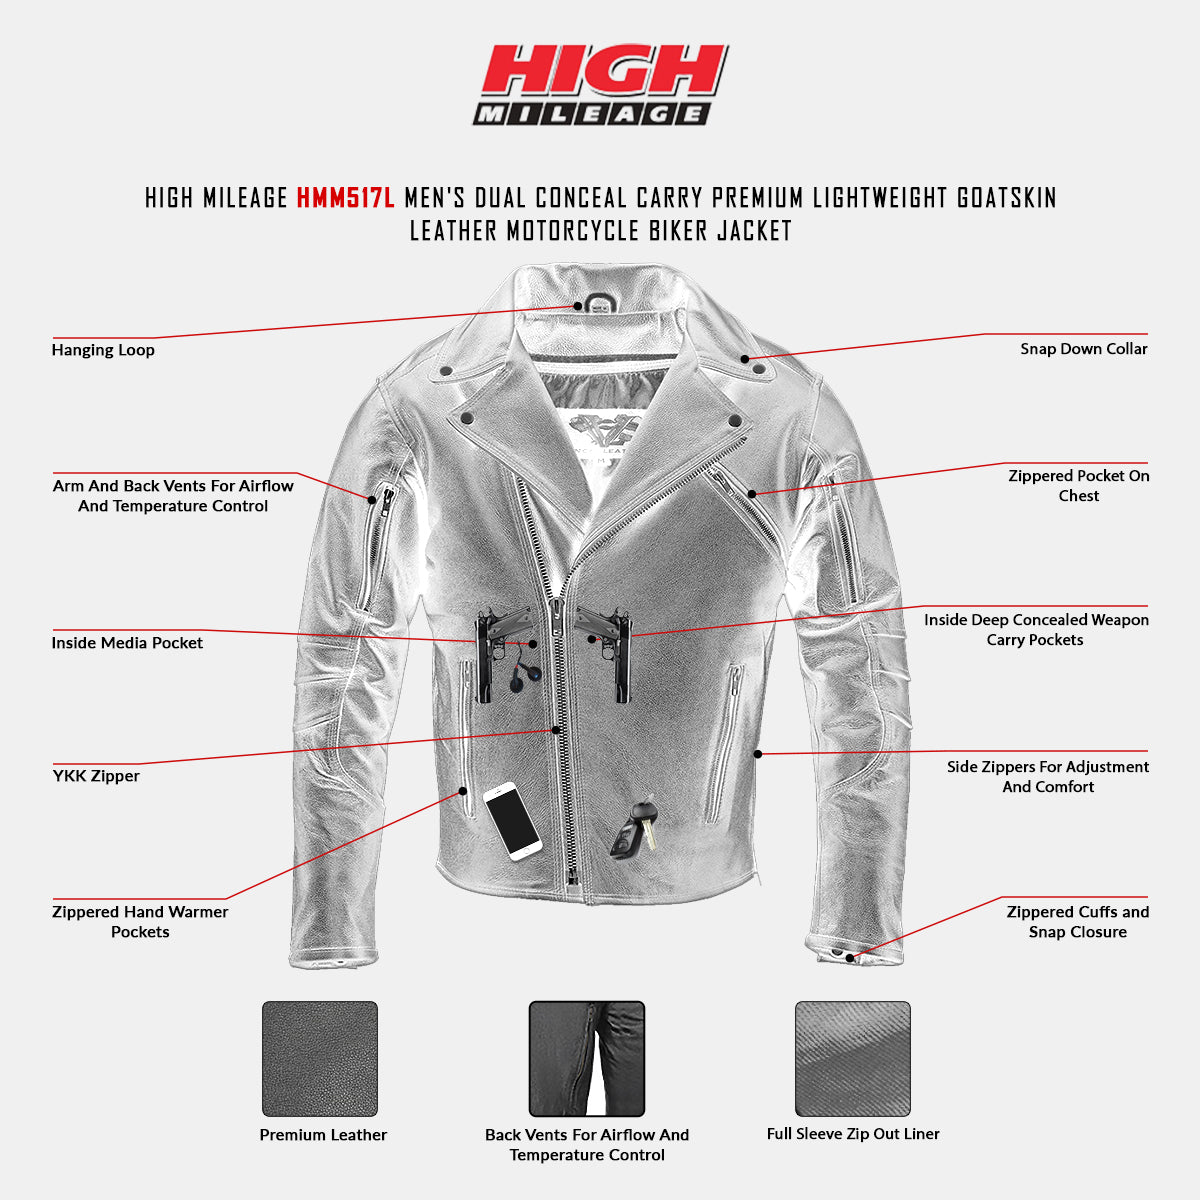 HIGH
MILEAGE
HIGH MILEAGE HMM517L MEN'S DUAL CONCEAL CARRY PREMIUM LIGHTWEIGHT GOATSKIN
LEATHER MOTORCYCLE BIKER JACKET
Hanging Loop
Snap Down Collar
Arm And Back Vents For Airflow
And Temperature Control
Zippered Pocket On
Chest
Inside Media Pocket
Inside Deep Concealed Weapon
Carry Pockets
YKK Zipper
Side Zippers For Adjustment
And Comfort
Zippered Hand Warmer
Pockets
Zippered Cuffs and
Snap Closure
Premium Leather
Back Vents For Airflow And
Temperature Control
Full Sleeve Zip Out Liner